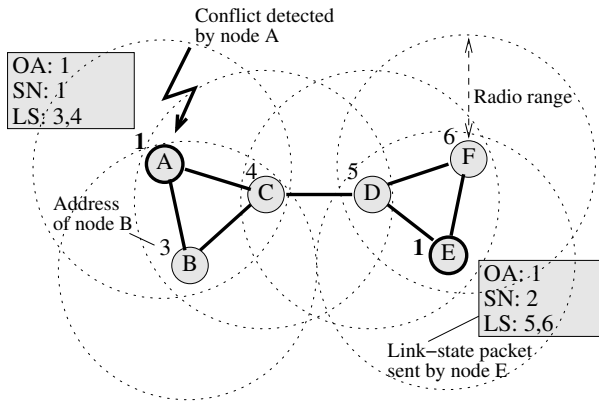 Conflict detected
by node A
OA: 1
SN: 1
LS: 3,4
Radio range
1
A
4
C
5
D
6
F
Address
of node B
3
B
1
E
OA: 1
SN: 2
LS: 5,6
Link−state packet
sent by node E